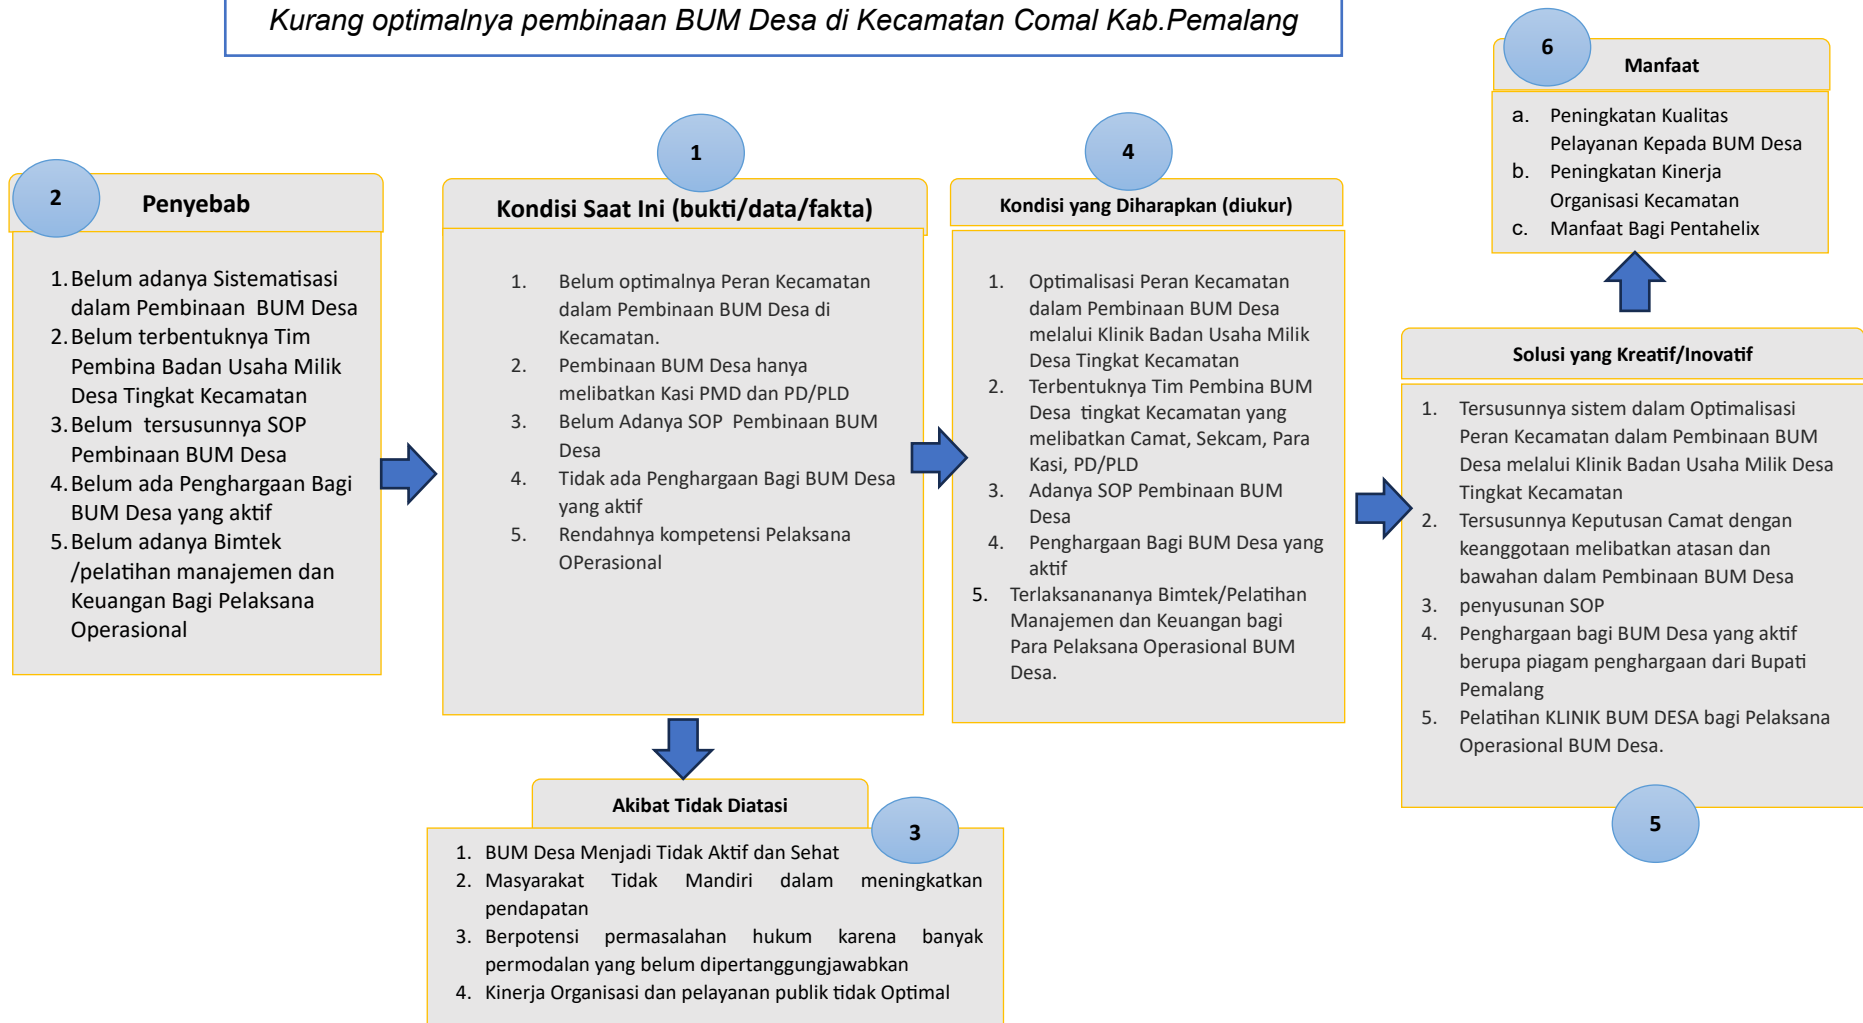 Kurang optimalnya pembinaan BUM Desa di Kecamatan Comal Kab.Pemalang
2
Penyebab
1. Belum adanya Sistematisasi
dalam Pembinaan BUM Desa
2. Belum terbentuknya Tim
Pembina Badan Usaha Milik
Desa Tingkat Kecamatan
3. Belum tersusunnya SOP
Pembinaan BUM Desa
4. Belum ada Penghargaan Bagi
BUM Desa yang aktif
5. Belum adanya Bimtek
/pelatihan manajemen dan
Keuangan Bagi Pelaksana
Operasional
1
Kondisi Saat Ini (bukti/data/fakta)
1. Belum optimalnya Peran Kecamatan
dalam Pembinaan BUM Desa di
Kecamatan.
2. Pembinaan BUM Desa hanya
melibatkan Kasi PMD dan PD/PLD
3. Belum Adanya SOP Pembinaan BUM
Desa
4. Tidak ada Penghargaan Bagi BUM Desa
yang aktif
5. Rendahnya kompetensi Pelaksana
OPerasional
Akibat Tidak Diatasi
3
1. BUM Desa Menjadi Tidak Aktif dan Sehat
2. Masyarakat Tidak Mandiri dalam meningkatkan
pendapatan
3. Berpotensi permasalahan hukum karena banyak
permodalan yang belum dipertanggungjawabkan
4. Kinerja Organisasi dan pelayanan publik tidak Optimal
4
Kondisi yang Diharapkan (diukur)
1. Optimalisasi Peran Kecamatan
dalam Pembinaan BUM Desa
melalui Klinik Badan Usaha Milik
Desa Tingkat Kecamatan
2. Terbentuknya Tim Pembina BUM
Desa tingkat Kecamatan yang
melibatkan Camat, Sekcam, Para
Kasi, PD/PLD
3. Adanya SOP Pembinaan BUM
Desa
4. Penghargaan Bagi BUM Desa yang
aktif
5. Terlaksanananya Bimtek/Pelatihan
Manajemen dan Keuangan bagi
Para Pelaksana Operasional BUM
Desa.
Solusi yang Kreatif/Inovatif
1. Tersusunnya sistem dalam Optimalisasi
Peran Kecamatan dalam Pembinaan BUM
Desa melalui Klinik Badan Usaha Milik Desa
Tingkat Kecamatan
2. Tersusunnya Keputusan Camat dengan
keanggotaan melibatkan atasan dan
bawahan dalam Pembinaan BUM Desa
3. penyusunan SOP
4. Penghargaan bagi BUM Desa yang aktif
berupa piagam penghargaan dari Bupati
Pemalang
5. Pelatihan KLINIK BUM DESA bagi Pelaksana
Operasional BUM Desa.
5
6
Manfaat
a. Peningkatan Kualitas
Pelayanan Kepada BUM Desa
b. Peningkatan Kinerja
Organisasi Kecamatan
c. Manfaat Bagi Pentahelix